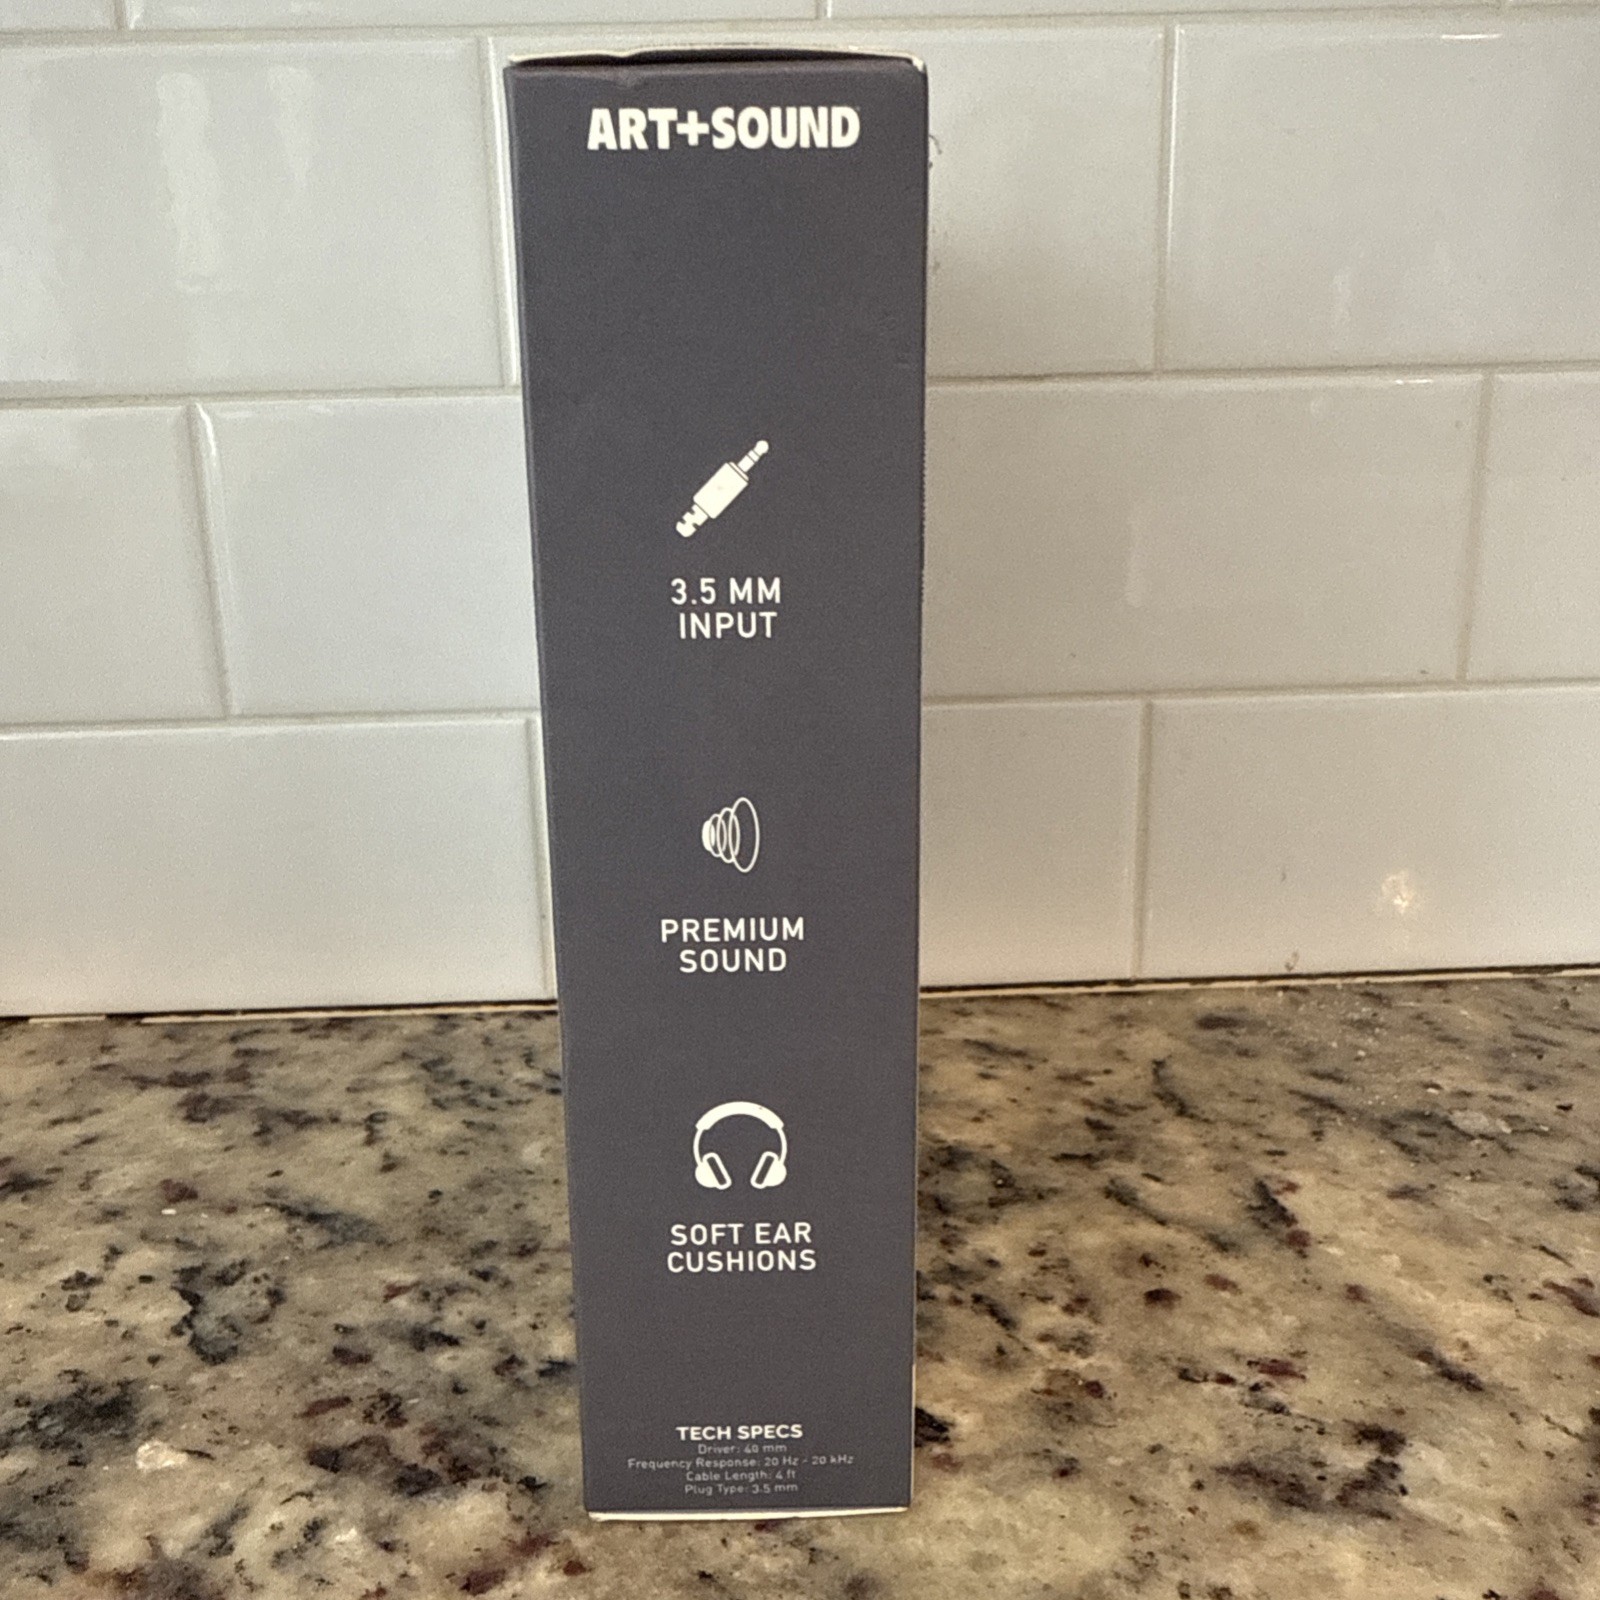 ART+SOUND
3.5 MM
INPUT
PREMIUM
SOUND
SOFT EAR
CUSHIONS
TECH SPECS
Driver: 40 mm
Frequency Response: 20 Hz - 20 kHz
Cable Length: 4 ft
Plug Type: 3.5 mm